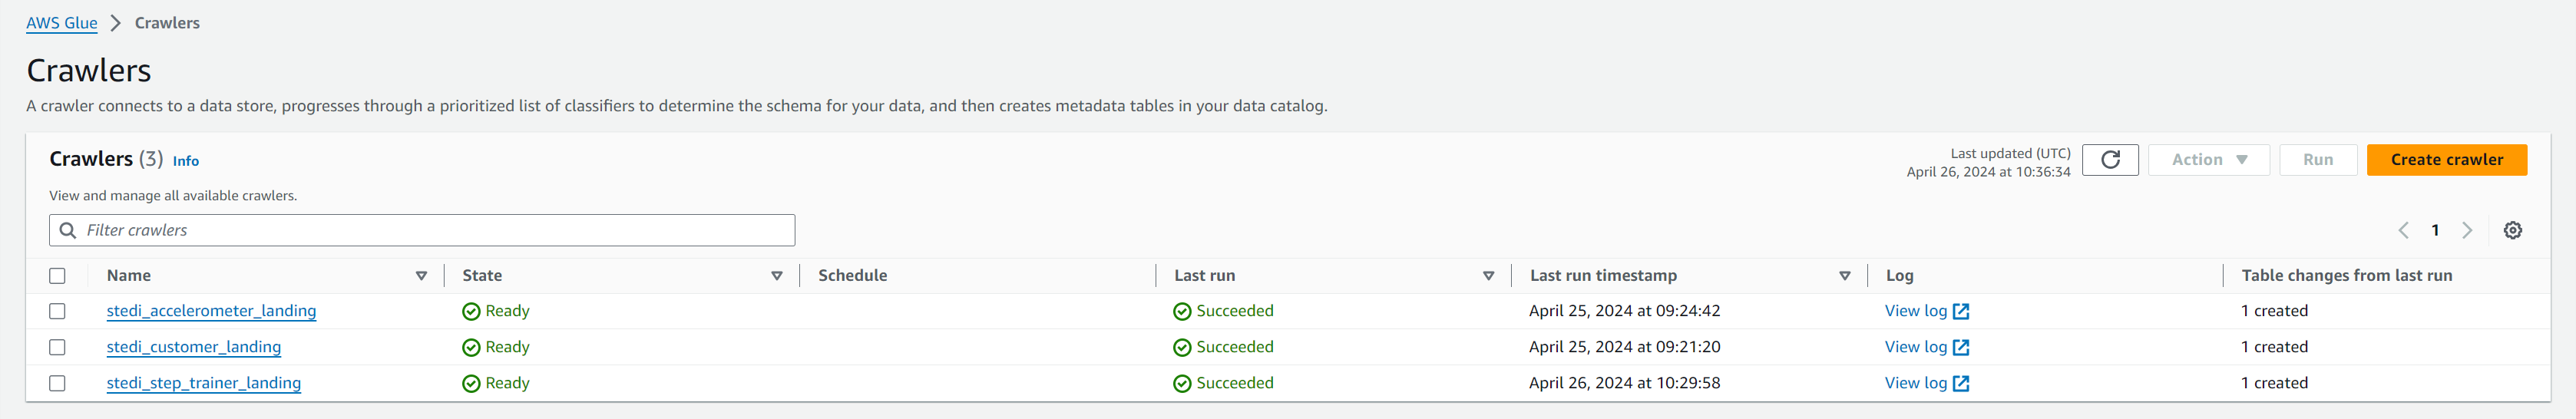 AWS Glue > Crawlers
Crawlers
A crawler connects to a data store, progresses through a prioritized list of classifiers to determine the schema for your data, and then creates metadata tables in your data catalog.
Crawlers (3) Info
Last updated (UTC)
April 26, 2024 at 10:36:34
Action
Run
Create crawler
View and manage all available crawlers.
Filter crawlers
1
Name State Schedule Last run Last run timestamp Log Table changes from last run
stedi_accelerometer_landing Ready Succeeded April 25, 2024 at 09:24:42 View log 1 created
stedi_customer_landing Ready Succeeded April 25, 2024 at 09:21:20 View log 1 created
stedi_step_trainer_landing Ready Succeeded April 26, 2024 at 10:29:58 View log 1 created